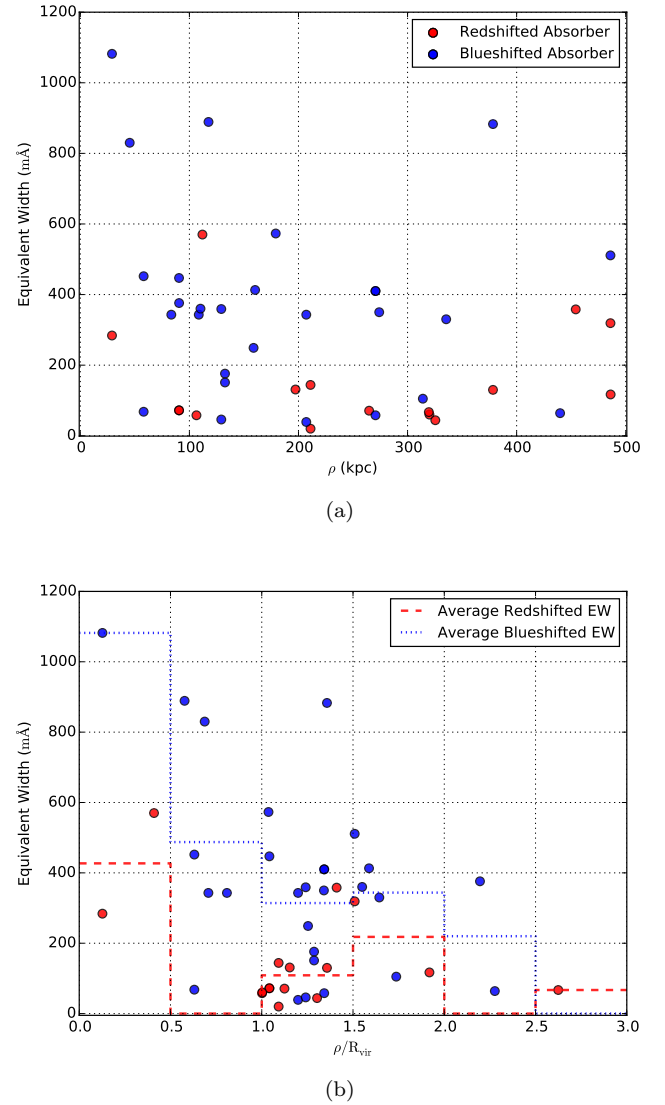 1200
1000
800
600
400
200
0
Equivalent Width (mÅ)
Redshifted Absorber
Blueshifted Absorber
0 100 200 300 400 500
ρ (kpc)
(a)
1200
1000
800
600
400
200
0
Equivalent Width (mÅ)
Average Redshifted EW
Average Blueshifted EW
0.0 0.5 1.0 1.5 2.0 2.5 3.0
ρ/R_vir
(b)